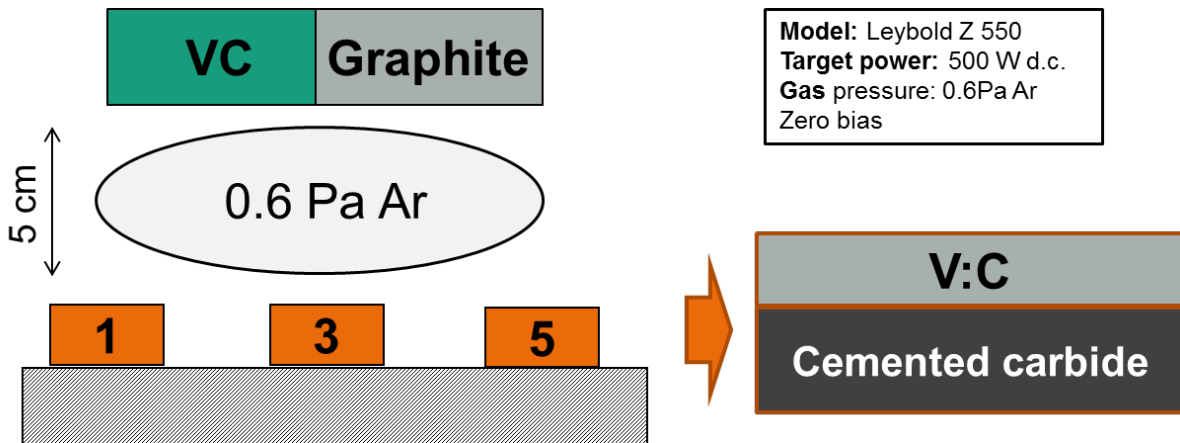 VC Graphite
Model: Leybold Z 550
Target power: 500 W d.c.
Gas pressure: 0.6Pa Ar
Zero bias
5 cm
0.6 Pa Ar
1 3 5
V:C
Cemented carbide